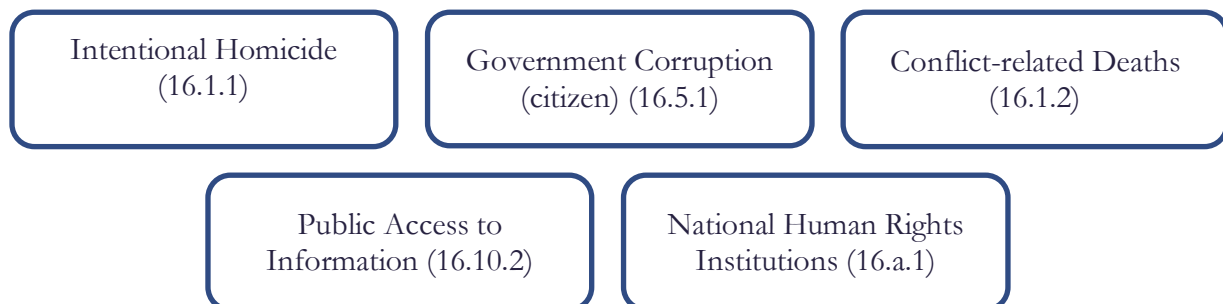 Intentional Homicide
(16.1.1)
Government Corruption
(citizen) (16.5.1)
Conflict-related Deaths
(16.1.2)
Public Access to
Information (16.10.2)
National Human Rights
Institutions (16.a.1)